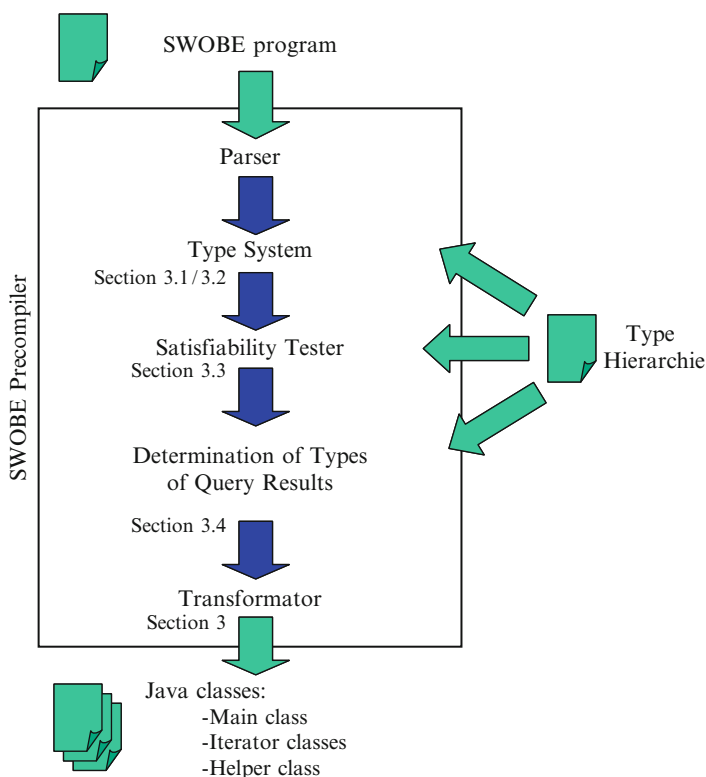 SWOBE program
SWOBE Precompiler
Parser
Type System
Section 3.1/3.2
Satisfiability Tester
Section 3.3
Determination of Types
of Query Results
Section 3.4
Transformator
Section 3
Type
Hierarchie
Java classes:
-Main class
-Iterator classes
-Helper class